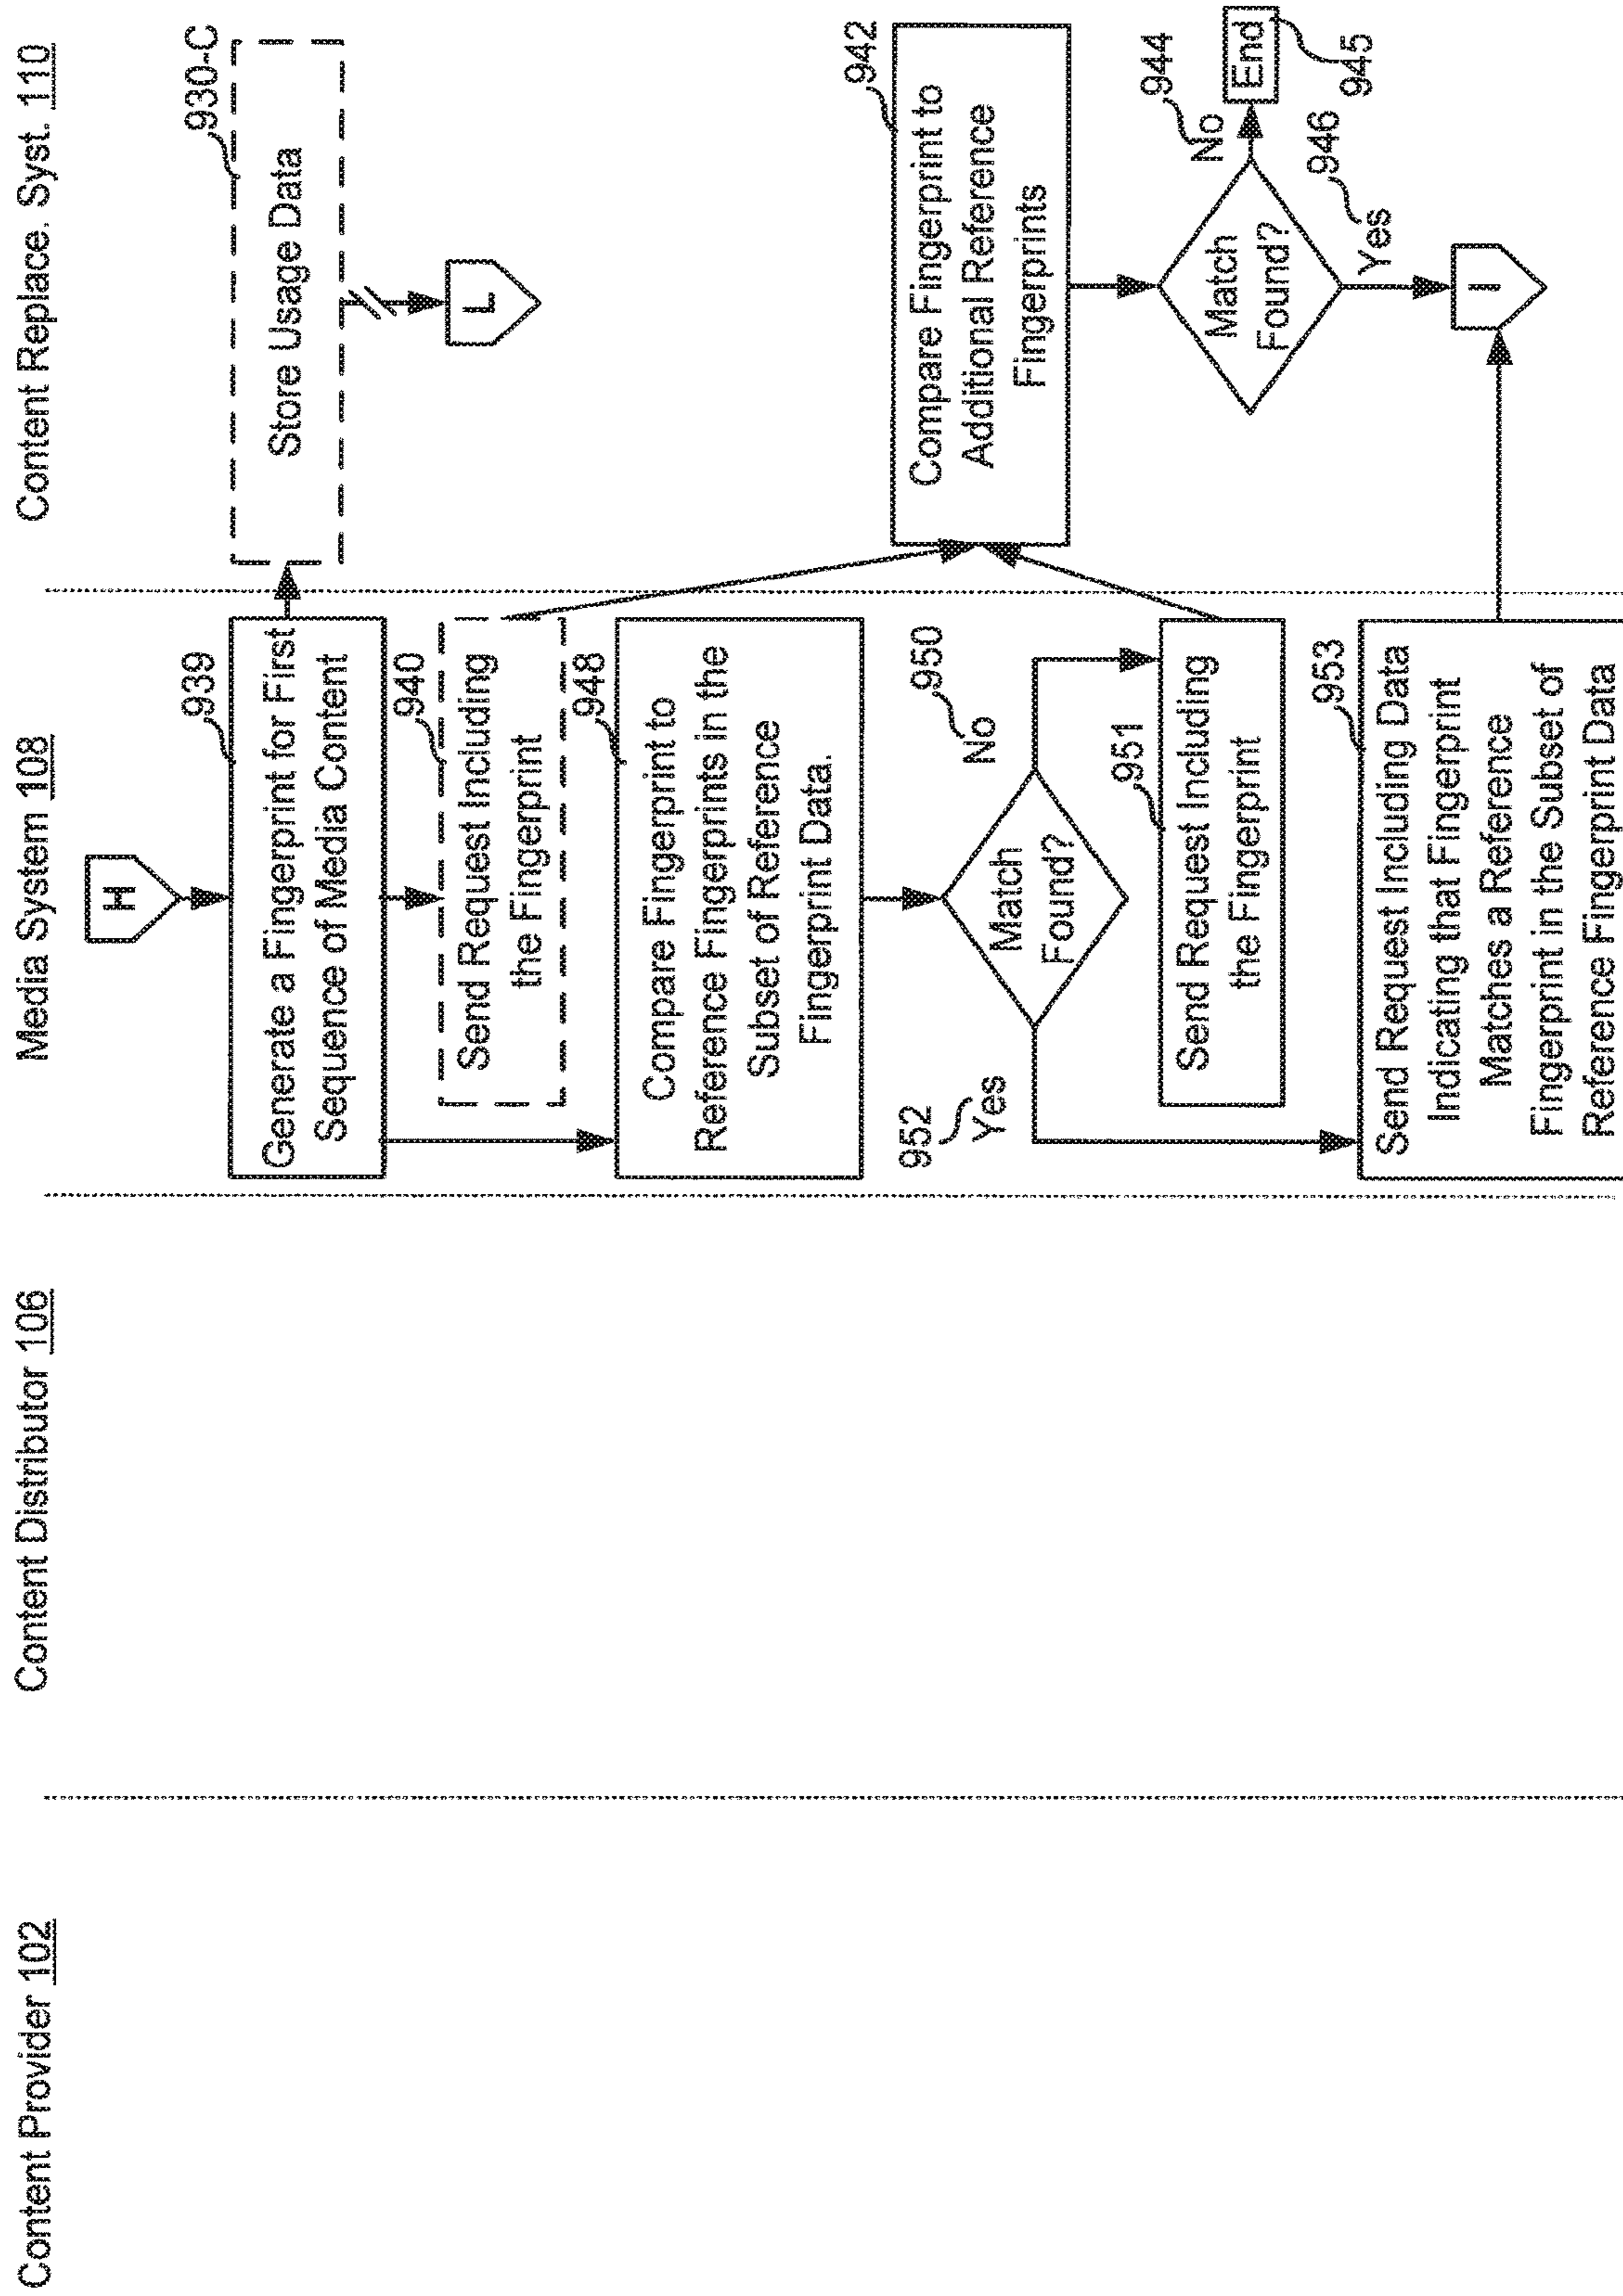 Content Provider 102
Content Distributor 106
Media System 108
Content Replace. Syst. 110
H
939
Generate a Fingerprint for First
Sequence of Media Content
930-C
Store Usage Data
L
940
Send Request Including
the Fingerprint
948
Compare Fingerprint to
Reference Fingerprints in the
Subset of Reference
Fingerprint Data.
942
Compare Fingerprint to
Additional Reference
Fingerprints
952
Yes
Match
Found?
950
No
951
Send Request Including
the Fingerprint
Match
Found?
944
No
End
945
946
Yes
953
Send Request Including Data
Indicating that Fingerprint
Matches a Reference
Fingerprint in the Subset of
Reference Fingerprint Data
I